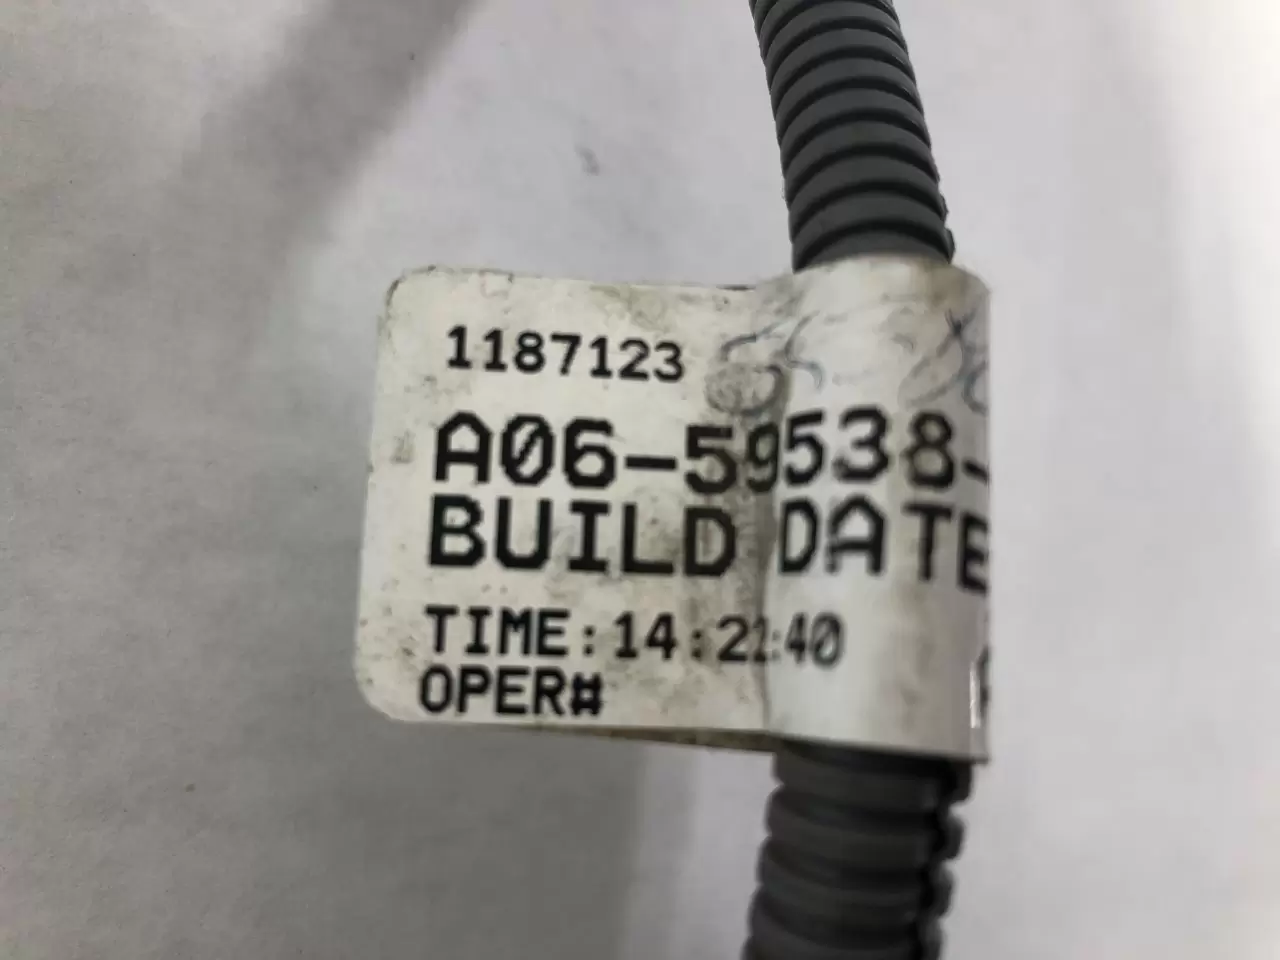 1187123
A06-59538-
BUILD DATE
TIME:14:21:40
OPER#